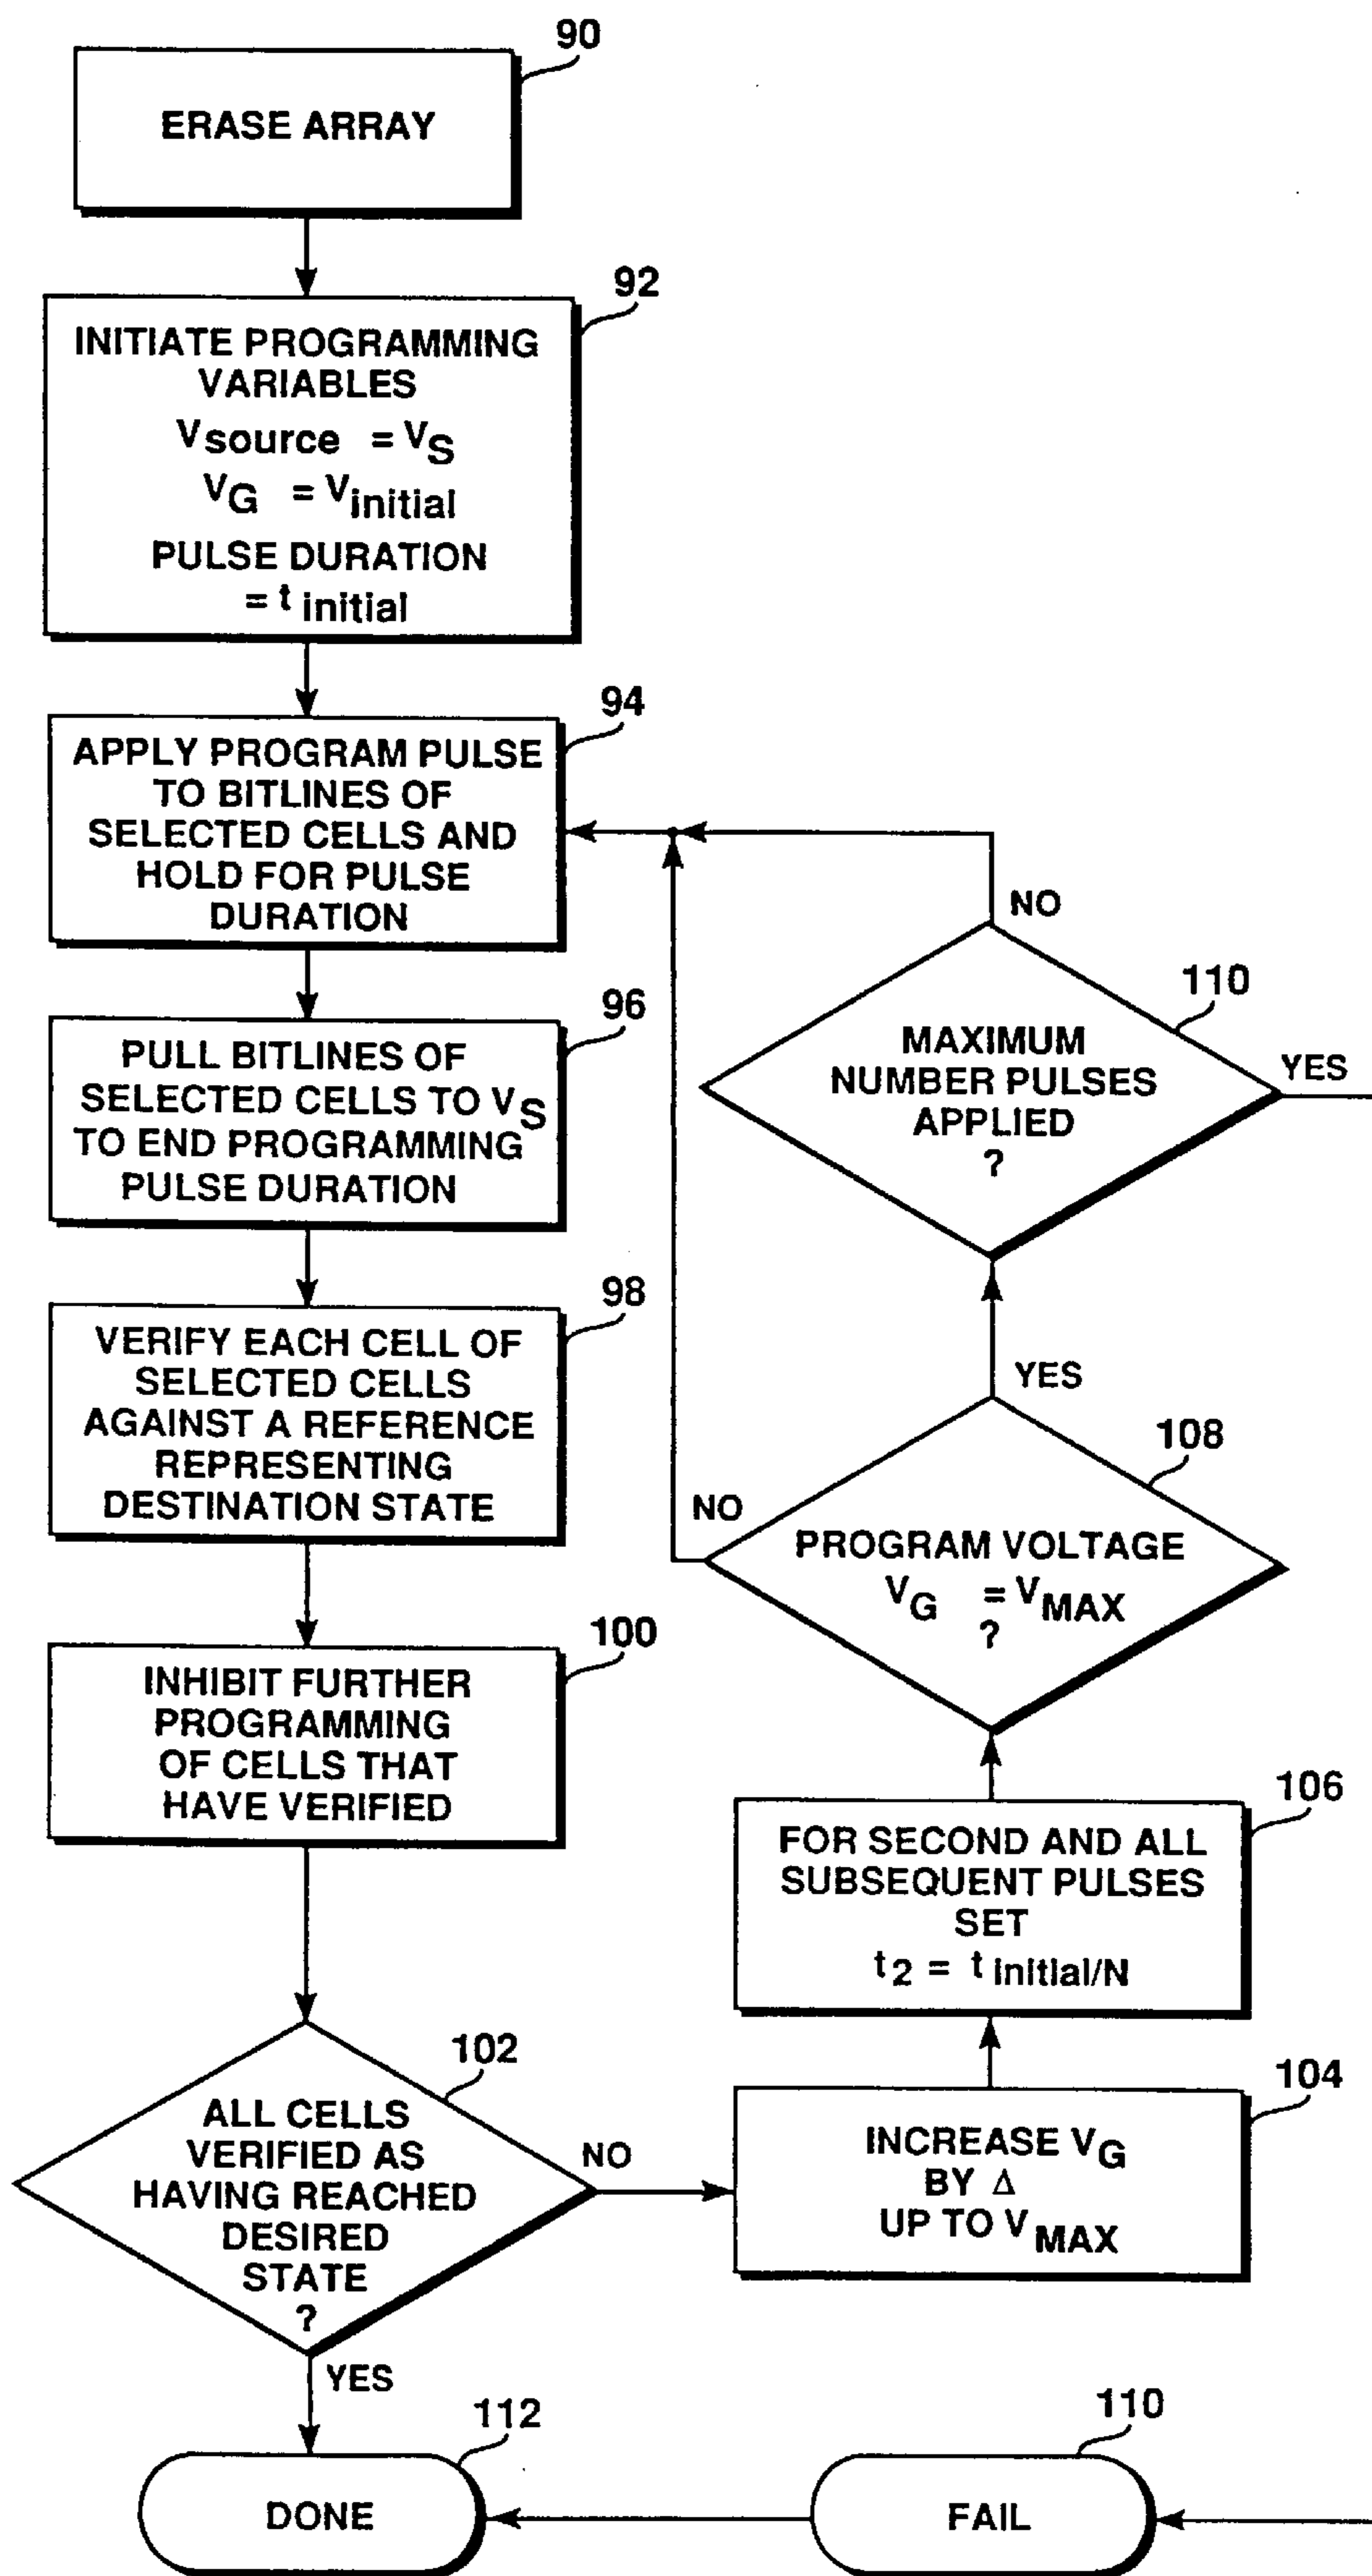 90
ERASE ARRAY
92
INITIATE PROGRAMMING
VARIABLES
Vsource = VS
VG = Vinitial
PULSE DURATION
= t initial
94
APPLY PROGRAM PULSE
TO BITLINES OF
SELECTED CELLS AND
HOLD FOR PULSE
DURATION
96
PULL BITLINES OF
SELECTED CELLS TO VS
TO END PROGRAMMING
PULSE DURATION
98
VERIFY EACH CELL OF
SELECTED CELLS
AGAINST A REFERENCE
REPRESENTING
DESTINATION STATE
100
INHIBIT FURTHER
PROGRAMMING
OF CELLS THAT
HAVE VERIFIED
102
ALL CELLS
VERIFIED AS
HAVING REACHED
DESIRED
STATE
?
NO
YES
104
INCREASE VG
BY Δ
UP TO VMAX
106
FOR SECOND AND ALL
SUBSEQUENT PULSES
SET
t2 = t initial/N
108
PROGRAM VOLTAGE
VG = VMAX
?
NO
YES
110
MAXIMUM
NUMBER PULSES
APPLIED
?
NO
YES
110
FAIL
112
DONE